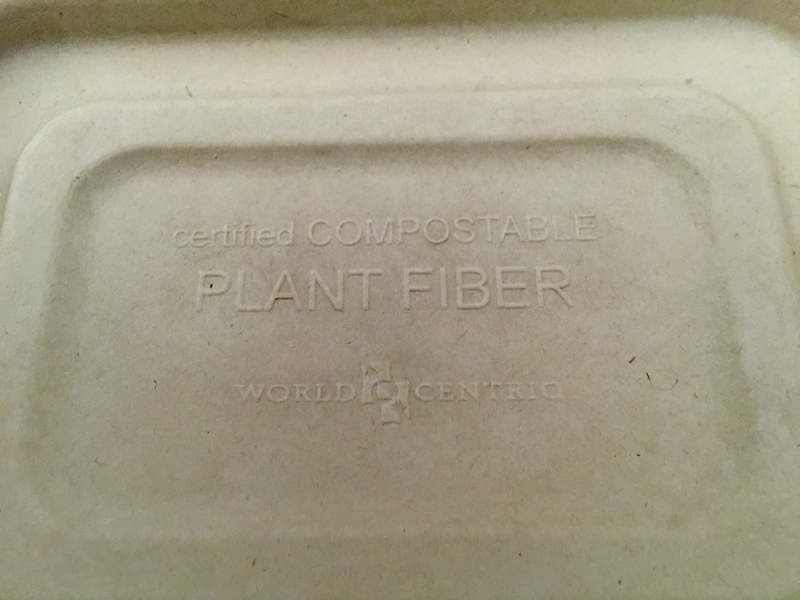 certified COMPOSTABLE
PLANT FIBER
WORLD CENTRIC